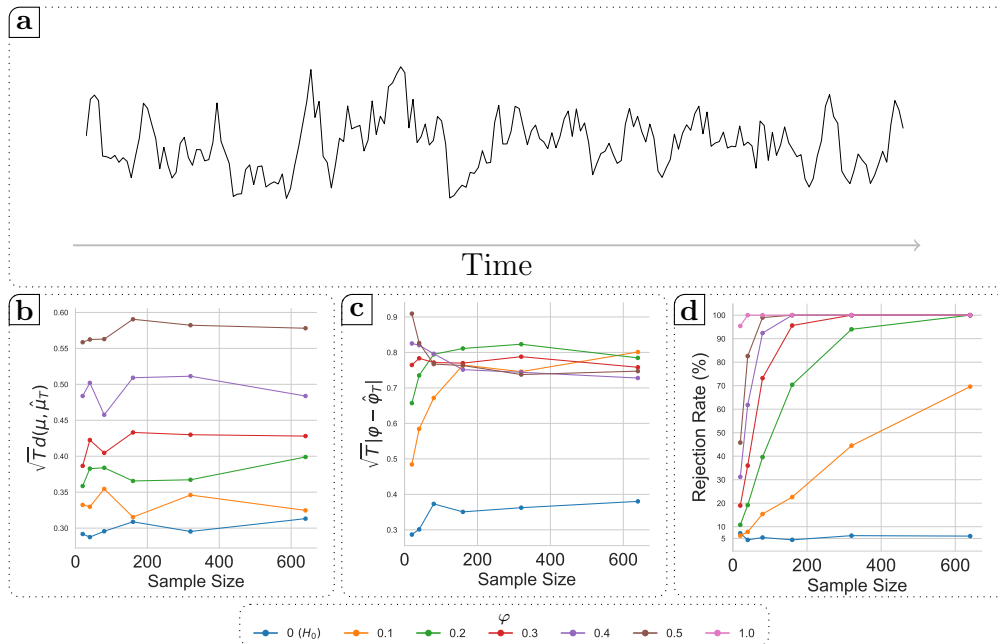 a
Time
b
0.60
0.55
0.50
0.45
0.40
0.35
0.30
√T d(μ, μ̂_T)
0 200 400 600
Sample Size
c
0.9
0.8
0.7
0.6
0.5
0.4
0.3
√T|φ − φ̂_T|
0 200 400 600
Sample Size
d
100
90
80
70
60
50
40
30
20
10
5
Rejection Rate (%)
0 200 400 600
Sample Size
φ
0 (H₀) 0.1 0.2 0.3 0.4 0.5 1.0